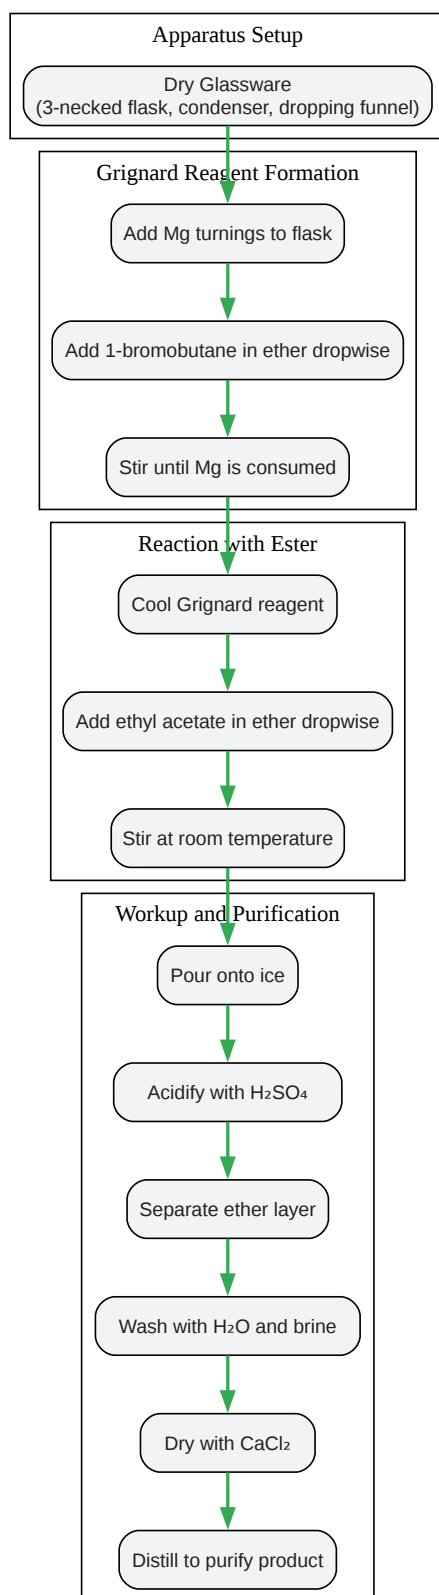 Apparatus Setup
Dry Glassware
(3-necked flask, condenser, dropping funnel)
Grignard Reagent Formation
Add Mg turnings to flask
Add 1-bromobutane in ether dropwise
Stir until Mg is consumed
Reaction with Ester
Cool Grignard reagent
Add ethyl acetate in ether dropwise
Stir at room temperature
Workup and Purification
Pour onto ice
Acidify with H₂SO₄
Separate ether layer
Wash with H₂O and brine
Dry with CaCl₂
Distill to purify product